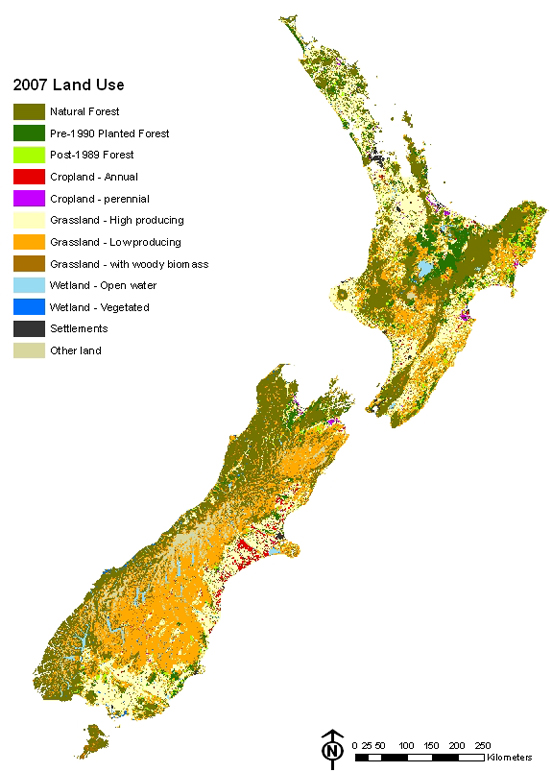 2007 Land Use
Natural Forest
Pre-1990 Planted Forest
Post-1989 Forest
Cropland - Annual
Cropland - perennial
Grassland - High producing
Grassland - Low producing
Grassland - with woody biomass
Wetland - Open water
Wetland - Vegetated
Settlements
Other land
N
0 25 50 100 150 200 250
Kilometers